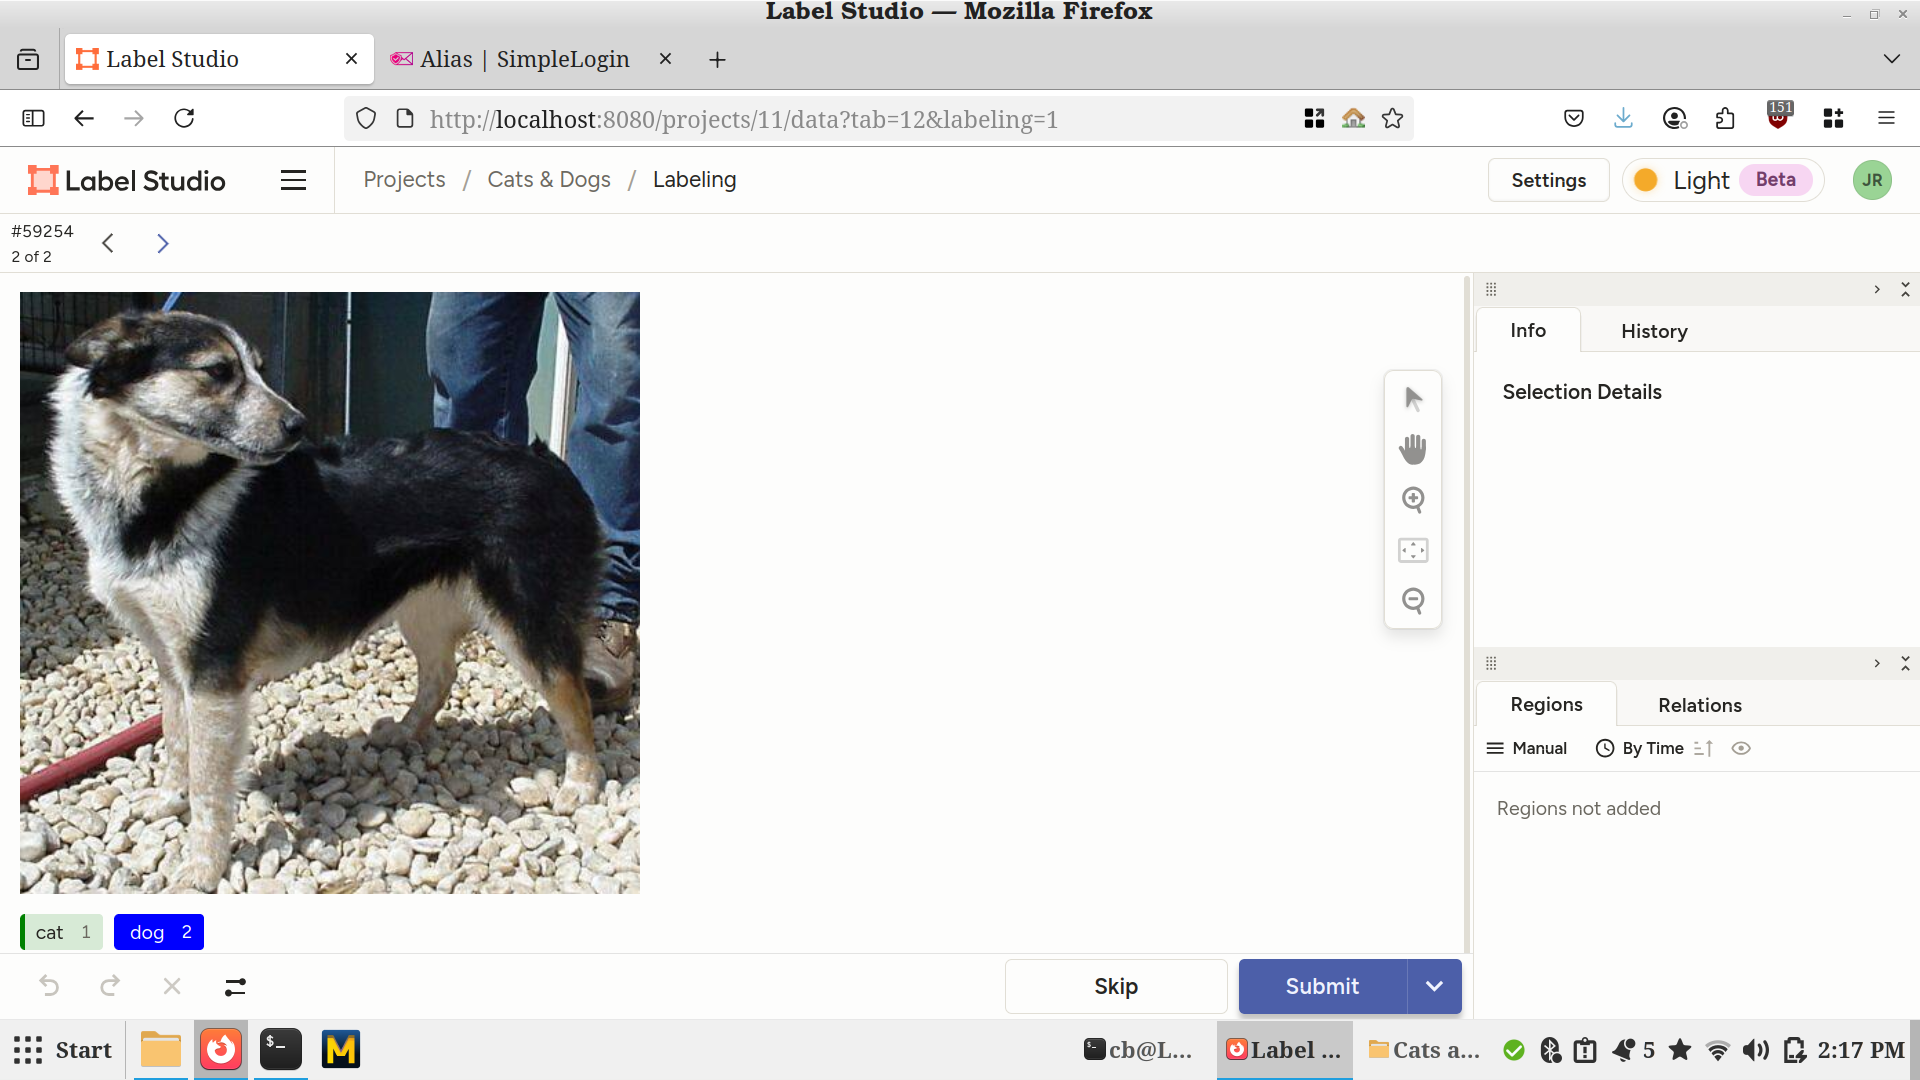 Label Studio — Mozilla Firefox
Label Studio
Alias | SimpleLogin
http://localhost:8080/projects/11/data?tab=12&labeling=1
151
Label Studio
Projects / Cats & Dogs / Labeling
Settings
Light Beta
JR
#59254
2 of 2
Info
History
Selection Details
Regions
Relations
Manual
By Time
Regions not added
cat 1
dog 2
Skip
Submit
Start
$_
M
cb@L...
Label ...
Cats a...
5
2:17 PM